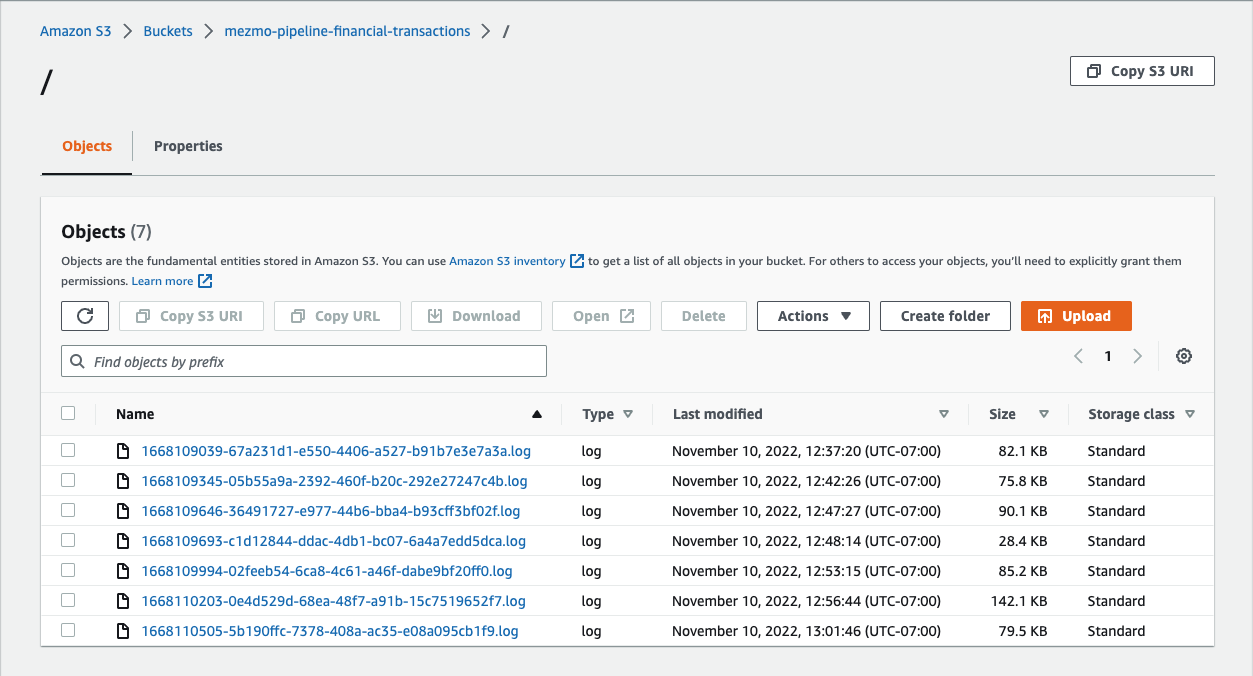 Amazon S3 > Buckets > mezmo-pipeline-financial-transactions > /
/
Copy S3 URI
Objects Properties
Objects (7)
Objects are the fundamental entities stored in Amazon S3. You can use Amazon S3 inventory to get a list of all objects in your bucket. For others to access your objects, you'll need to explicitly grant them
permissions. Learn more
Copy S3 URI Copy URL Download Open Delete Actions Create folder Upload
Find objects by prefix
1
Name Type Last modified Size Storage class
1668109039-67a231d1-e550-4406-a527-b91b7e3e7a3a.log log November 10, 2022, 12:37:20 (UTC-07:00) 82.1 KB Standard
1668109345-05b55a9a-2392-460f-b20c-292e27247c4b.log log November 10, 2022, 12:42:26 (UTC-07:00) 75.8 KB Standard
1668109646-36491727-e977-44b6-bba4-b93cff3bf02f.log log November 10, 2022, 12:47:27 (UTC-07:00) 90.1 KB Standard
1668109693-c1d12844-ddac-4db1-bc07-6a4a7edd5dca.log log November 10, 2022, 12:48:14 (UTC-07:00) 28.4 KB Standard
1668109994-02feeb54-6ca8-4c61-a46f-dabe9bf20ff0.log log November 10, 2022, 12:53:15 (UTC-07:00) 85.2 KB Standard
1668110203-0e4d529d-68ea-48f7-a91b-15c7519652f7.log log November 10, 2022, 12:56:44 (UTC-07:00) 142.1 KB Standard
1668110505-5b190ffc-7378-408a-ac35-e08a095cb1f9.log log November 10, 2022, 13:01:46 (UTC-07:00) 79.5 KB Standard